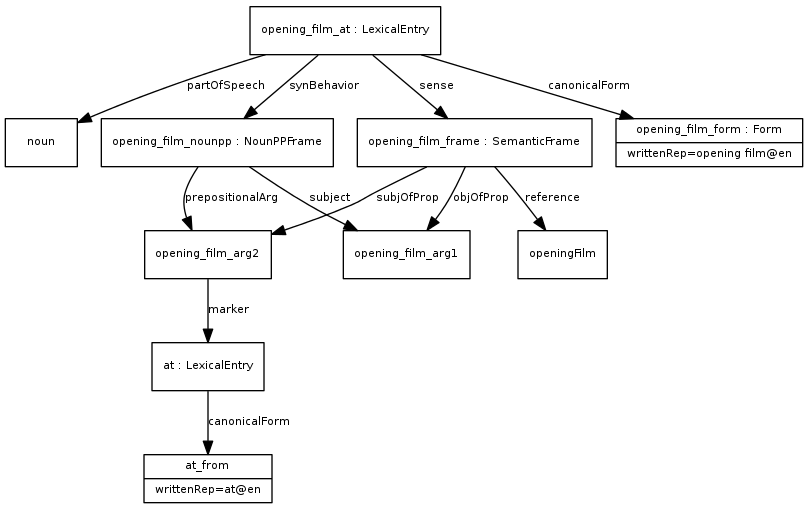 opening_film_at : LexicalEntry
partOfSpeech
synBehavior
sense
canonicalForm
noun
opening_film_nounpp : NounPPFrame
opening_film_frame : SemanticFrame
opening_film_form : Form
writtenRep=opening film@en
prepositionalArg
subject
subjOfProp
objOfProp
reference
opening_film_arg2
opening_film_arg1
openingFilm
marker
at : LexicalEntry
canonicalForm
at_from
writtenRep=at@en